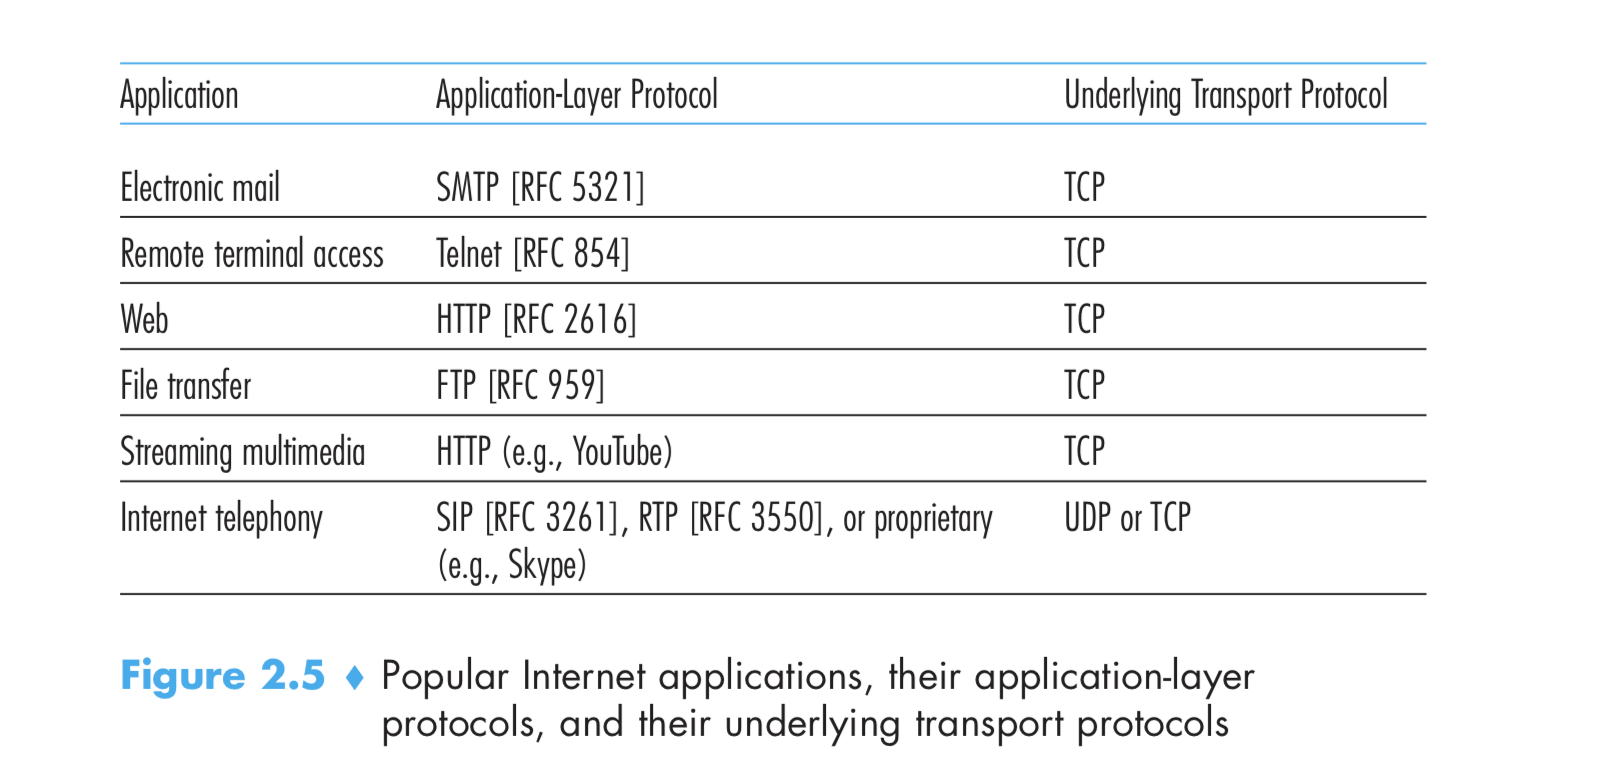 Application Application-Layer Protocol Underlying Transport Protocol
Electronic mail SMTP [RFC 5321] TCP
Remote terminal access Telnet [RFC 854] TCP
Web HTTP [RFC 2616] TCP
File transfer FTP [RFC 959] TCP
Streaming multimedia HTTP (e.g., YouTube) TCP
Internet telephony SIP [RFC 3261], RTP [RFC 3550], or proprietary UDP or TCP
(e.g., Skype)
Figure 2.5 ♦ Popular Internet applications, their application-layer
protocols, and their underlying transport protocols